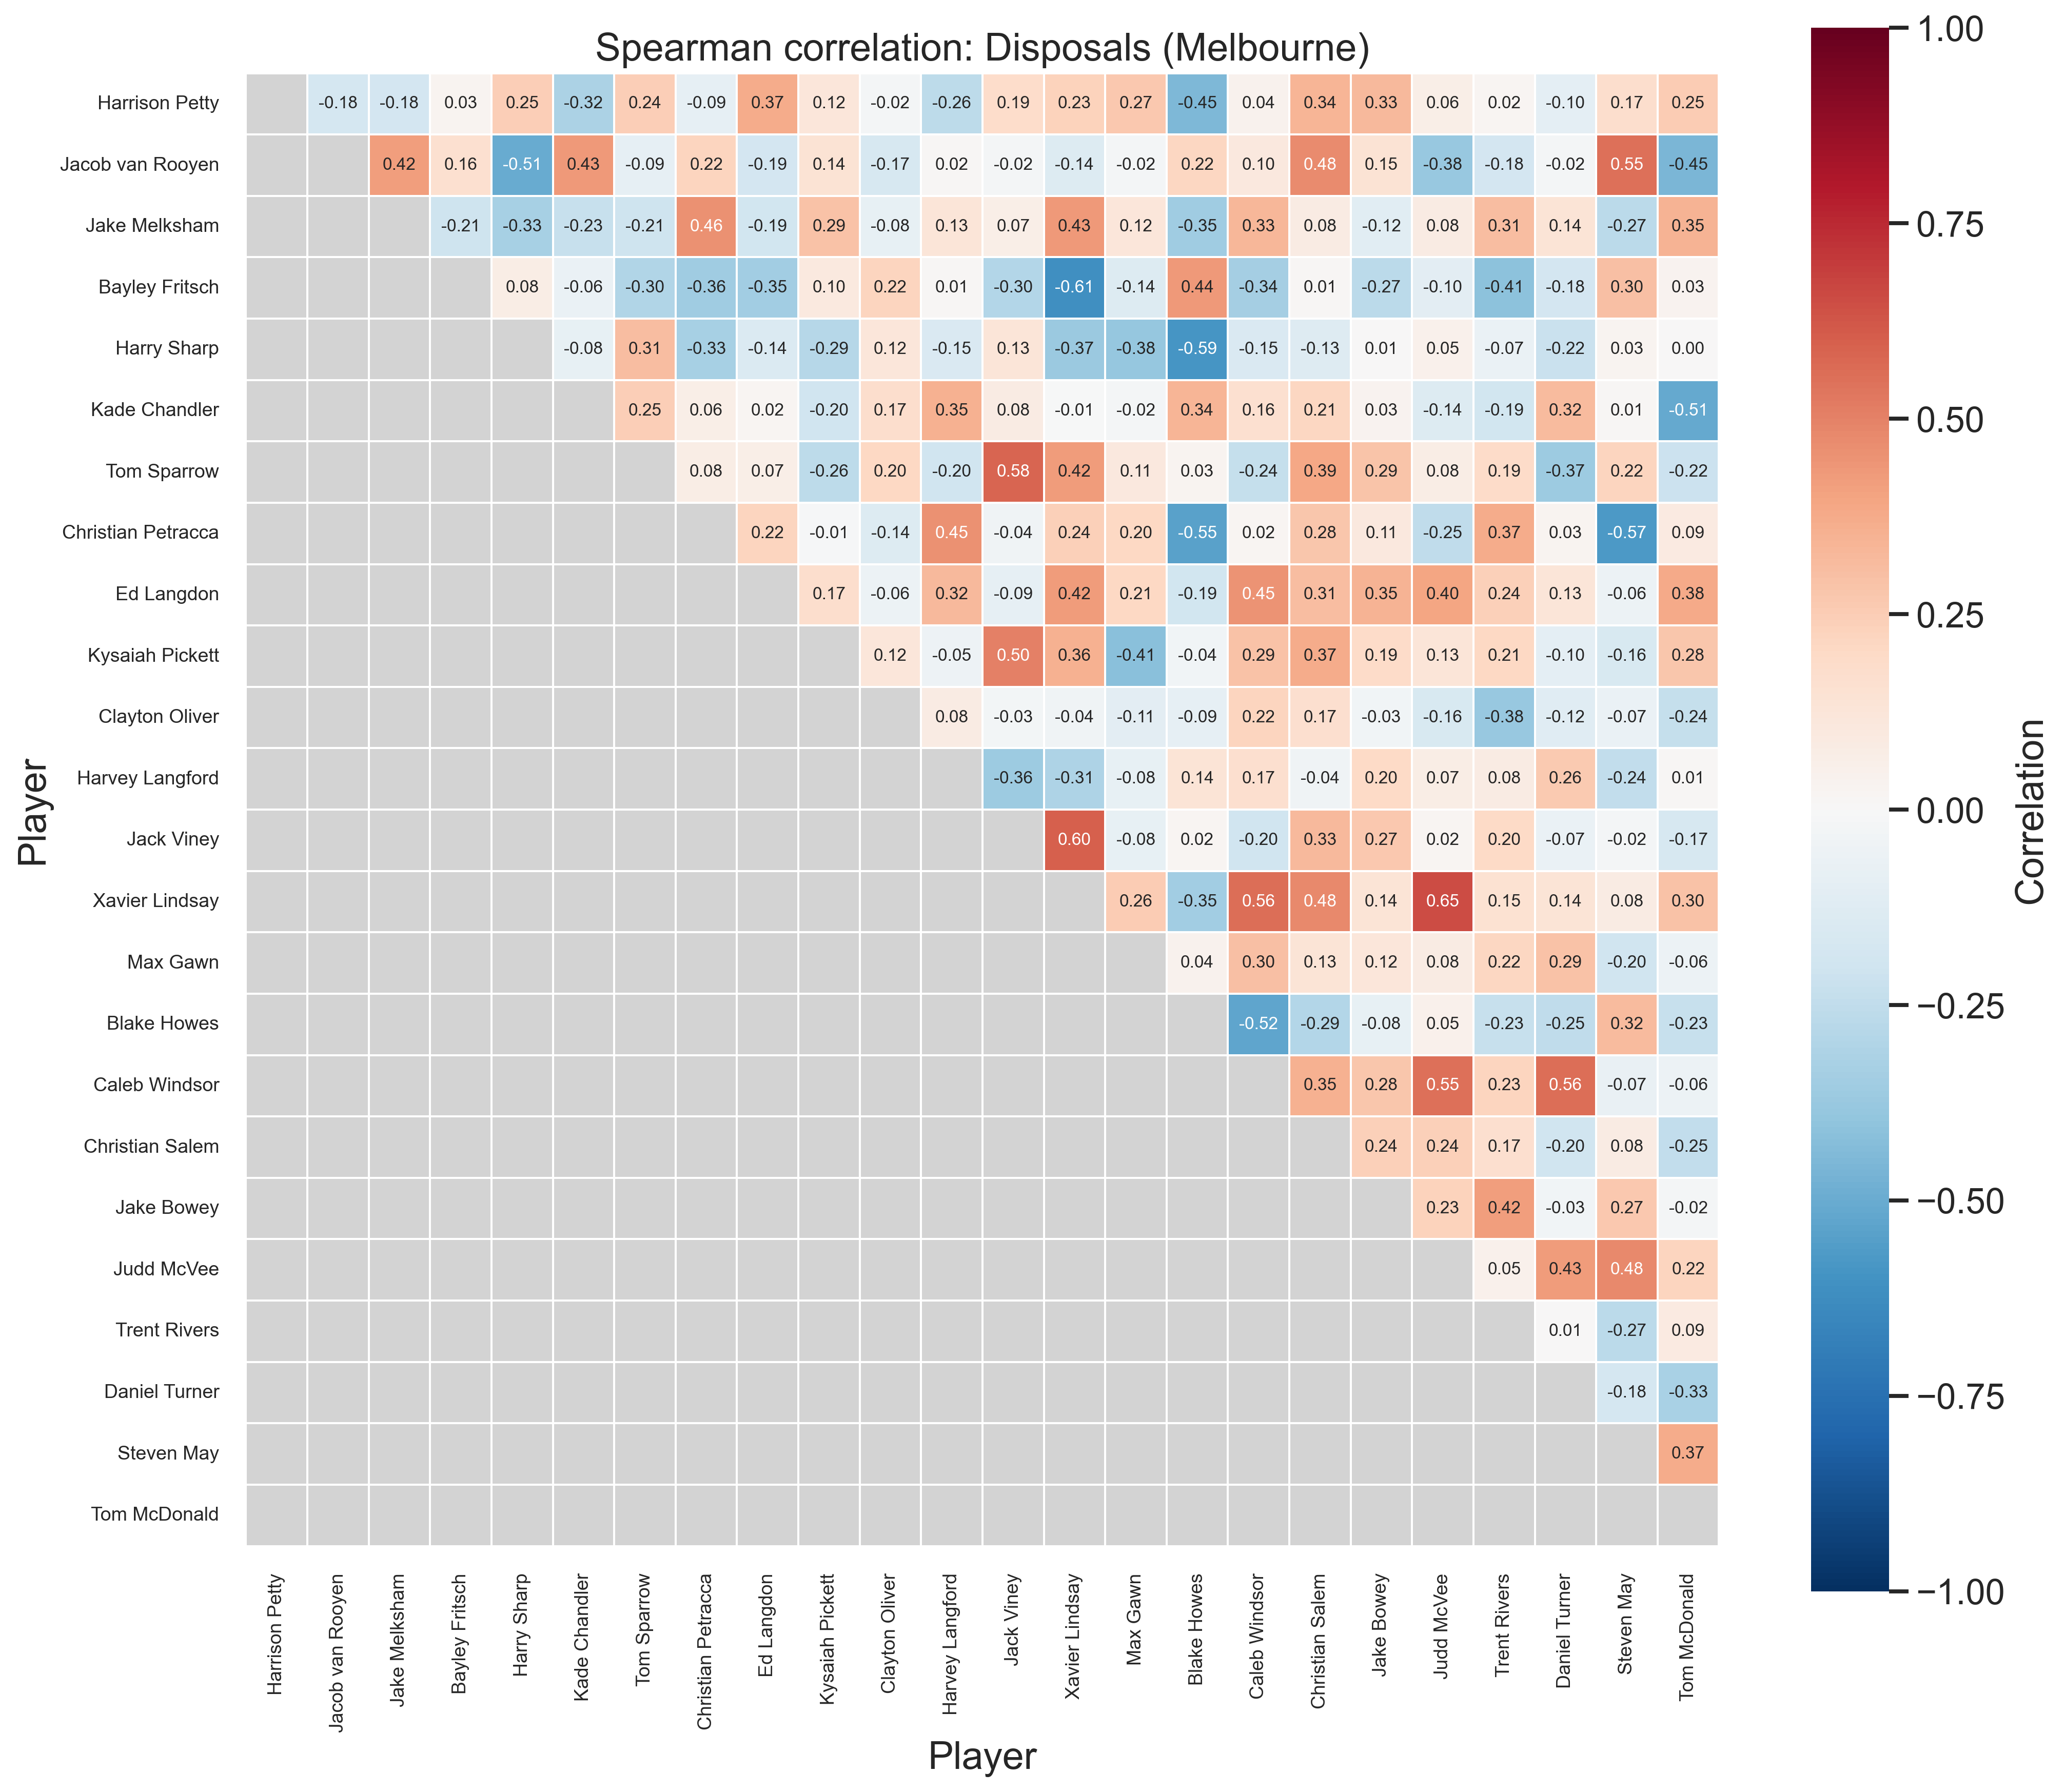 Spearman correlation: Disposals (Melbourne)
Harrison Petty -0.18 -0.18 0.03 0.25 -0.32 0.24 -0.09 0.37 0.12 -0.02 -0.26 0.19 0.23 0.27 -0.45 0.04 0.34 0.33 0.06 0.02 -0.10 0.17 0.25
Jacob van Rooyen 0.42 0.16 -0.51 0.43 -0.09 0.22 -0.19 0.14 -0.17 0.02 -0.02 -0.14 -0.02 0.22 0.10 0.48 0.15 -0.38 -0.18 -0.02 0.55 -0.45
Jake Melksham -0.21 -0.33 -0.23 -0.21 0.46 -0.19 0.29 -0.08 0.13 0.07 0.43 0.12 -0.35 0.33 0.08 -0.12 0.08 0.31 0.14 -0.27 0.35
Bayley Fritsch 0.08 -0.06 -0.30 -0.36 -0.35 0.10 0.22 0.01 -0.30 -0.61 -0.14 0.44 -0.34 0.01 -0.27 -0.10 -0.41 -0.18 0.30 0.03
Harry Sharp -0.08 0.31 -0.33 -0.14 -0.29 0.12 -0.15 0.13 -0.37 -0.38 -0.59 -0.15 -0.13 0.01 0.05 -0.07 -0.22 0.03 0.00
Kade Chandler 0.25 0.06 0.02 -0.20 0.17 0.35 0.08 -0.01 -0.02 0.34 0.16 0.21 0.03 -0.14 -0.19 0.32 0.01 -0.51
Tom Sparrow 0.08 0.07 -0.26 0.20 -0.20 0.58 0.42 0.11 0.03 -0.24 0.39 0.29 0.08 0.19 -0.37 0.22 -0.22
Christian Petracca 0.22 -0.01 -0.14 0.45 -0.04 0.24 0.20 -0.55 0.02 0.28 0.11 -0.25 0.37 0.03 -0.57 0.09
Ed Langdon 0.17 -0.06 0.32 -0.09 0.42 0.21 -0.19 0.45 0.31 0.35 0.40 0.24 0.13 -0.06 0.38
Kysaiah Pickett 0.12 -0.05 0.50 0.36 -0.41 -0.04 0.29 0.37 0.19 0.13 0.21 -0.10 -0.16 0.28
Clayton Oliver 0.08 -0.03 -0.04 -0.11 -0.09 0.22 0.17 -0.03 -0.16 -0.38 -0.12 -0.07 -0.24
Harvey Langford -0.36 -0.31 -0.08 0.14 0.17 -0.04 0.20 0.07 0.08 0.26 -0.24 0.01
Jack Viney 0.60 -0.08 0.02 -0.20 0.33 0.27 0.02 0.20 -0.07 -0.02 -0.17
Xavier Lindsay 0.26 -0.35 0.56 0.48 0.14 0.65 0.15 0.14 0.08 0.30
Max Gawn 0.04 0.30 0.13 0.12 0.08 0.22 0.29 -0.20 -0.06
Blake Howes -0.52 -0.29 -0.08 0.05 -0.23 -0.25 0.32 -0.23
Caleb Windsor 0.35 0.28 0.55 0.23 0.56 -0.07 -0.06
Christian Salem 0.24 0.24 0.17 -0.20 0.08 -0.25
Jake Bowey 0.23 0.42 -0.03 0.27 -0.02
Judd McVee 0.05 0.43 0.48 0.22
Trent Rivers 0.01 -0.27 0.09
Daniel Turner -0.18 -0.33
Steven May 0.37
Tom McDonald
Player
Harrison Petty
Jacob van Rooyen
Jake Melksham
Bayley Fritsch
Harry Sharp
Kade Chandler
Tom Sparrow
Christian Petracca
Ed Langdon
Kysaiah Pickett
Clayton Oliver
Harvey Langford
Jack Viney
Xavier Lindsay
Max Gawn
Blake Howes
Caleb Windsor
Christian Salem
Jake Bowey
Judd McVee
Trent Rivers
Daniel Turner
Steven May
Tom McDonald
Player
1.00
0.75
0.50
0.25
0.00
−0.25
−0.50
−0.75
−1.00
Correlation